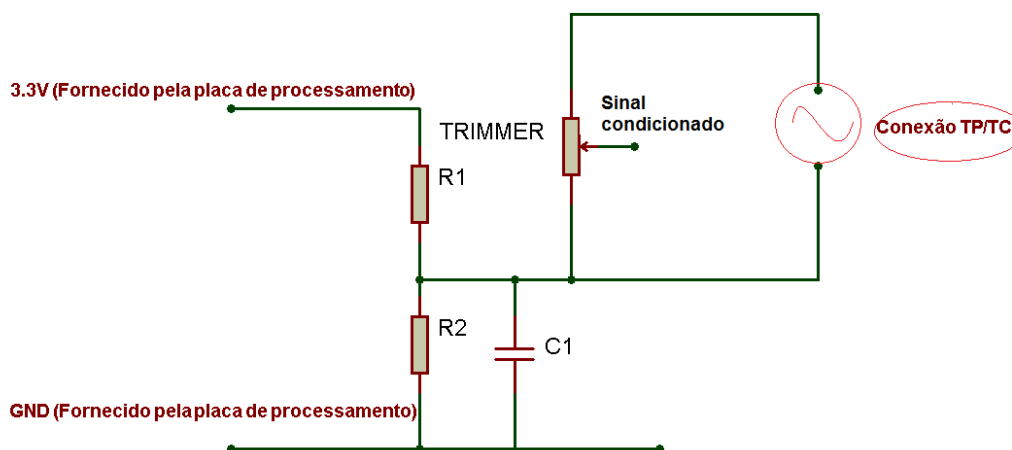 3.3V (Fornecido pela placa de processamento)
TRIMMER
Sinal
condicionado
Conexão TP/TC
R1
R2
C1
GND (Fornecido pela placa de processamento)